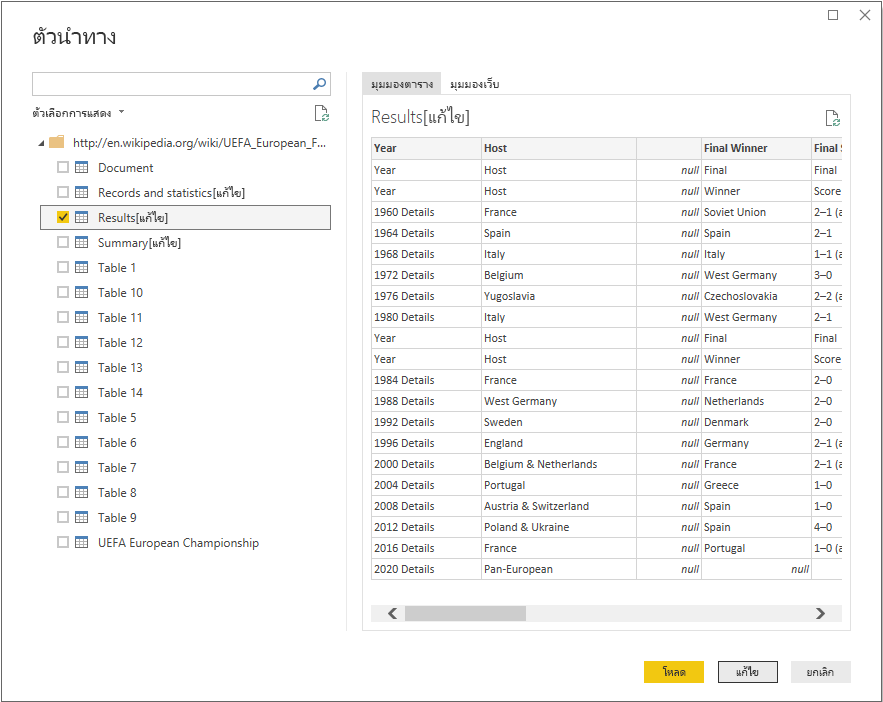 ตัวนำทาง
ตัวเลือกการแสดง
http://en.wikipedia.org/wiki/UEFA_European_F...
Document
Records and statistics[แก้ไข]
Results[แก้ไข]
Summary[แก้ไข]
Table 1
Table 10
Table 11
Table 12
Table 13
Table 14
Table 5
Table 6
Table 7
Table 8
Table 9
UEFA European Championship
มุมมองตาราง มุมมองเว็บ
Results[แก้ไข]
Year Host Final Winner Final S
Year Host null Final Final
Year Host null Winner Score
1960 Details France null Soviet Union 2–1 (a
1964 Details Spain null Spain 2–1
1968 Details Italy null Italy 1–1 (a
1972 Details Belgium null West Germany 3–0
1976 Details Yugoslavia null Czechoslovakia 2–2 (a
1980 Details Italy null West Germany 2–1
Year Host null Final Final
Year Host null Winner Score
1984 Details France null France 2–0
1988 Details West Germany null Netherlands 2–0
1992 Details Sweden null Denmark 2–0
1996 Details England null Germany 2–1 (a
2000 Details Belgium & Netherlands null France 2–1 (a
2004 Details Portugal null Greece 1–0
2008 Details Austria & Switzerland null Spain 1–0
2012 Details Poland & Ukraine null Spain 4–0
2016 Details France null Portugal 1–0 (a
2020 Details Pan-European null null
โหลด แก้ไข ยกเลิก